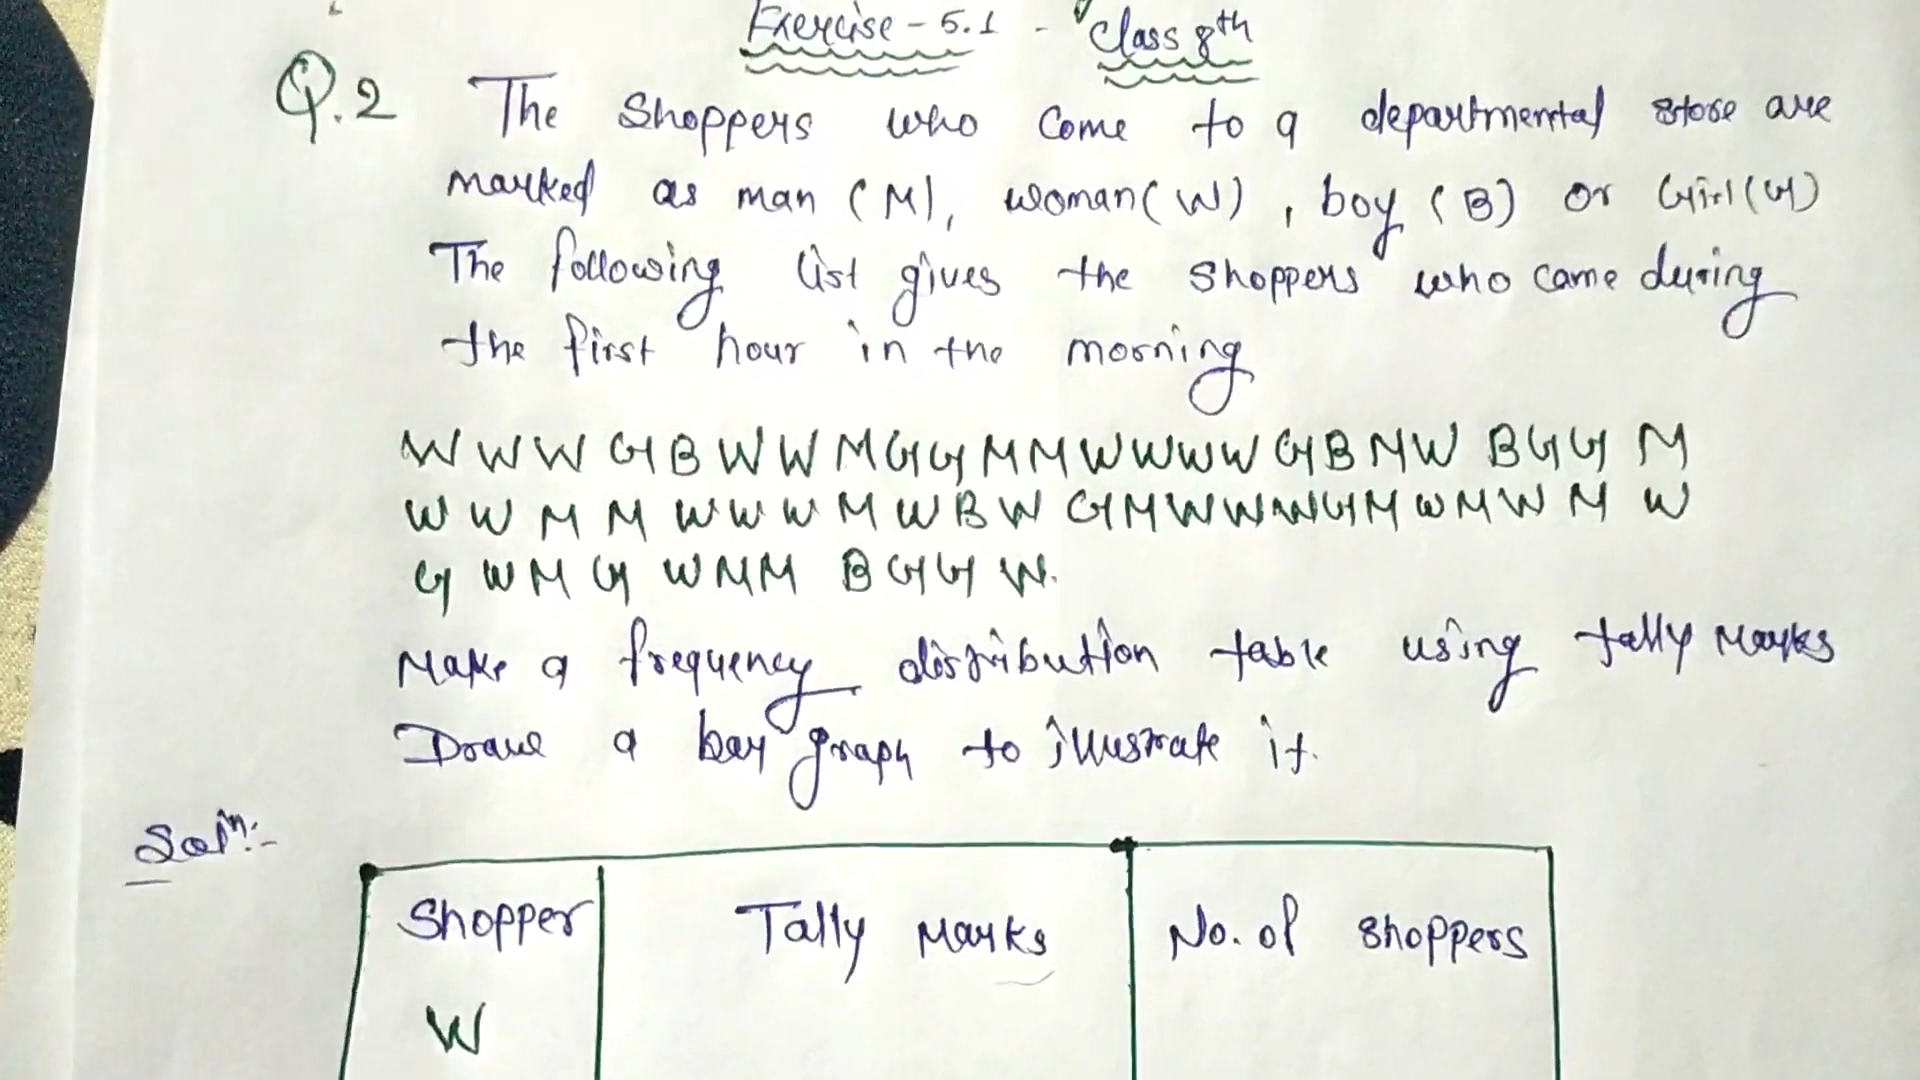 Exercise - 5.1 - Class 8th
Q.2 The Shoppers who come to a departmental store are
marked as man (M), woman (W), boy (B) or Girl (G)
The following list gives the shoppers who came during
the first hour in the morning
W W W G B W W M G G M M W W W W G B M W B G G M
W W M M W W W M W B W G M W W W G M W M W M W
G W M G W M M B G G W.
Make a frequency distribution table using tally Marks
Draw a bar graph to illustrate it.
Solⁿ:-
Shopper Tally Marks No. of shoppers
W